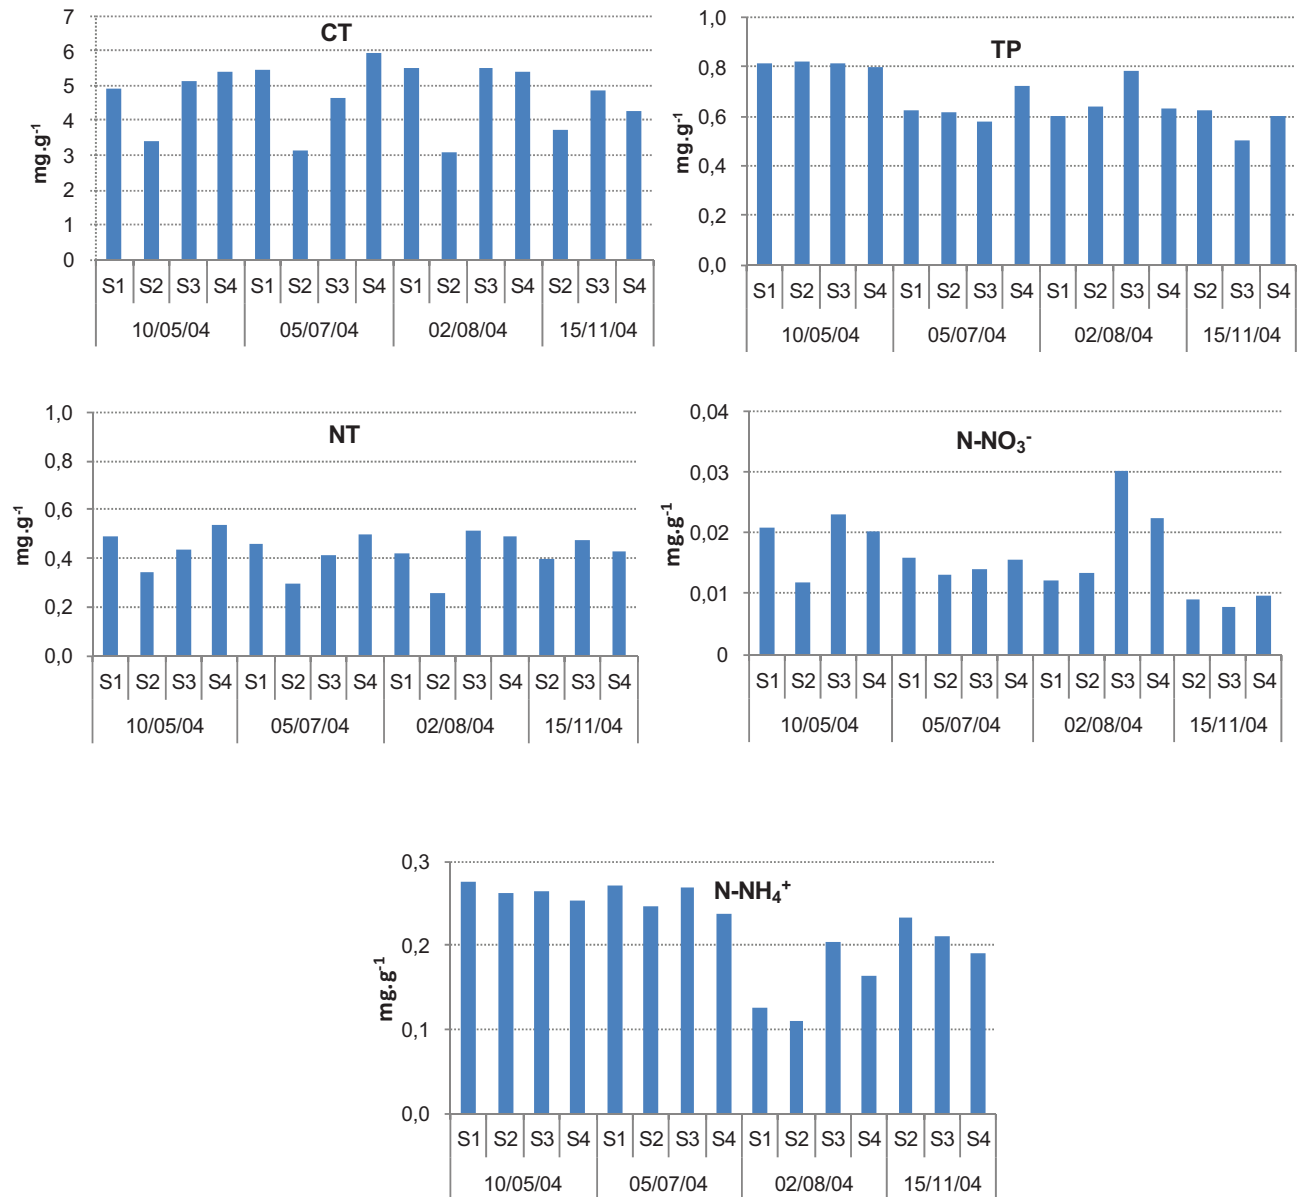 CT
7
6
5
4
3
2
1
0
mg.g⁻¹
S1 S2 S3 S4 S1 S2 S3 S4 S1 S2 S3 S4 S2 S3 S4
10/05/04 05/07/04 02/08/04 15/11/04
TP
1,0
0,8
0,6
0,4
0,2
0,0
mg.g⁻¹
S1 S2 S3 S4 S1 S2 S3 S4 S1 S2 S3 S4 S2 S3 S4
10/05/04 05/07/04 02/08/04 15/11/04
NT
1,0
0,8
0,6
0,4
0,2
0,0
mg.g⁻¹
S1 S2 S3 S4 S1 S2 S3 S4 S1 S2 S3 S4 S2 S3 S4
10/05/04 05/07/04 02/08/04 15/11/04
N-NO₃⁻
0,04
0,03
0,02
0,01
0
mg.g⁻¹
S1 S2 S3 S4 S1 S2 S3 S4 S1 S2 S3 S4 S2 S3 S4
10/05/04 05/07/04 02/08/04 15/11/04
N-NH₄⁺
0,3
0,2
0,1
0,0
mg.g⁻¹
S1 S2 S3 S4 S1 S2 S3 S4 S1 S2 S3 S4 S2 S3 S4
10/05/04 05/07/04 02/08/04 15/11/04